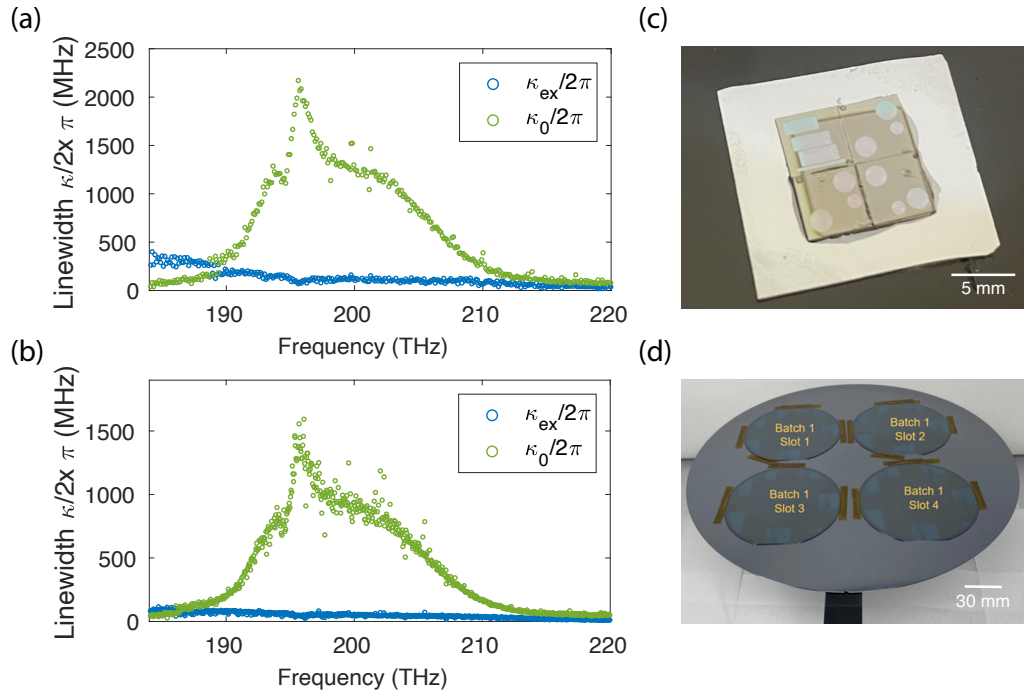 (a)
2500
2000
1500
1000
500
0
190
200
210
220
Linewidth κ/2x π (MHz)
Frequency (THz)
κex/2π
κ0/2π
(b)
1500
1000
500
0
190
200
210
220
Linewidth κ/2x π (MHz)
Frequency (THz)
κex/2π
κ0/2π
(c)
5 mm
(d)
Batch 1
Slot 1
Batch 1
Slot 2
Batch 1
Slot 3
Batch 1
Slot 4
30 mm